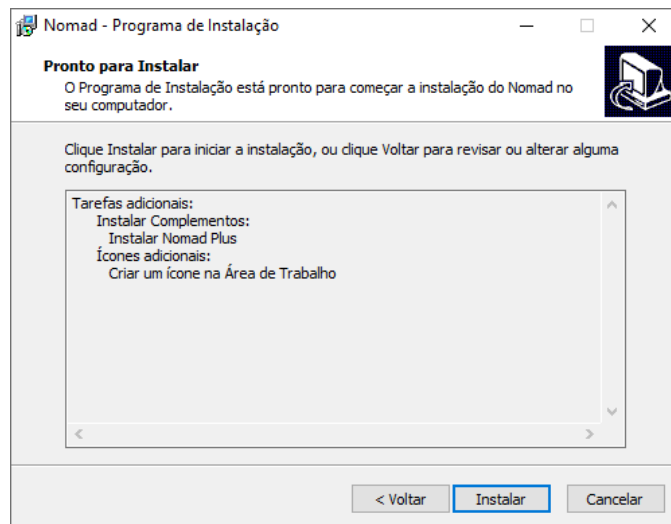 Nomad - Programa de Instalação
Pronto para Instalar
O Programa de Instalação está pronto para começar a instalação do Nomad no
seu computador.
Clique Instalar para iniciar a instalação, ou clique Voltar para revisar ou alterar alguma
configuração.
Tarefas adicionais:
Instalar Complementos:
Instalar Nomad Plus
Ícones adicionais:
Criar um ícone na Área de Trabalho
< Voltar
Instalar
Cancelar